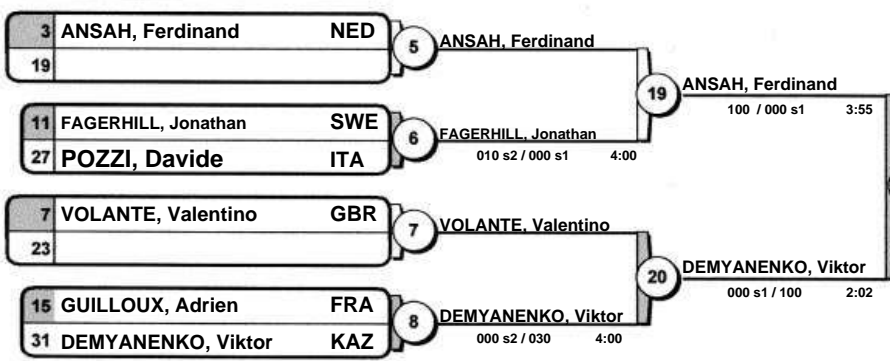 3 ANSAH, Ferdinand NED
19
5
ANSAH, Ferdinand
19
ANSAH, Ferdinand
100 / 000 s1 3:55
11 FAGERHILL, Jonathan SWE
27 POZZI, Davide ITA
6
FAGERHILL, Jonathan
010 s2 / 000 s1 4:00
7 VOLANTE, Valentino GBR
23
7
VOLANTE, Valentino
20
DEMYANENKO, Viktor
000 s1 / 100 2:02
15 GUILLOUX, Adrien FRA
31 DEMYANENKO, Viktor KAZ
8
DEMYANENKO, Viktor
000 s2 / 030 4:00